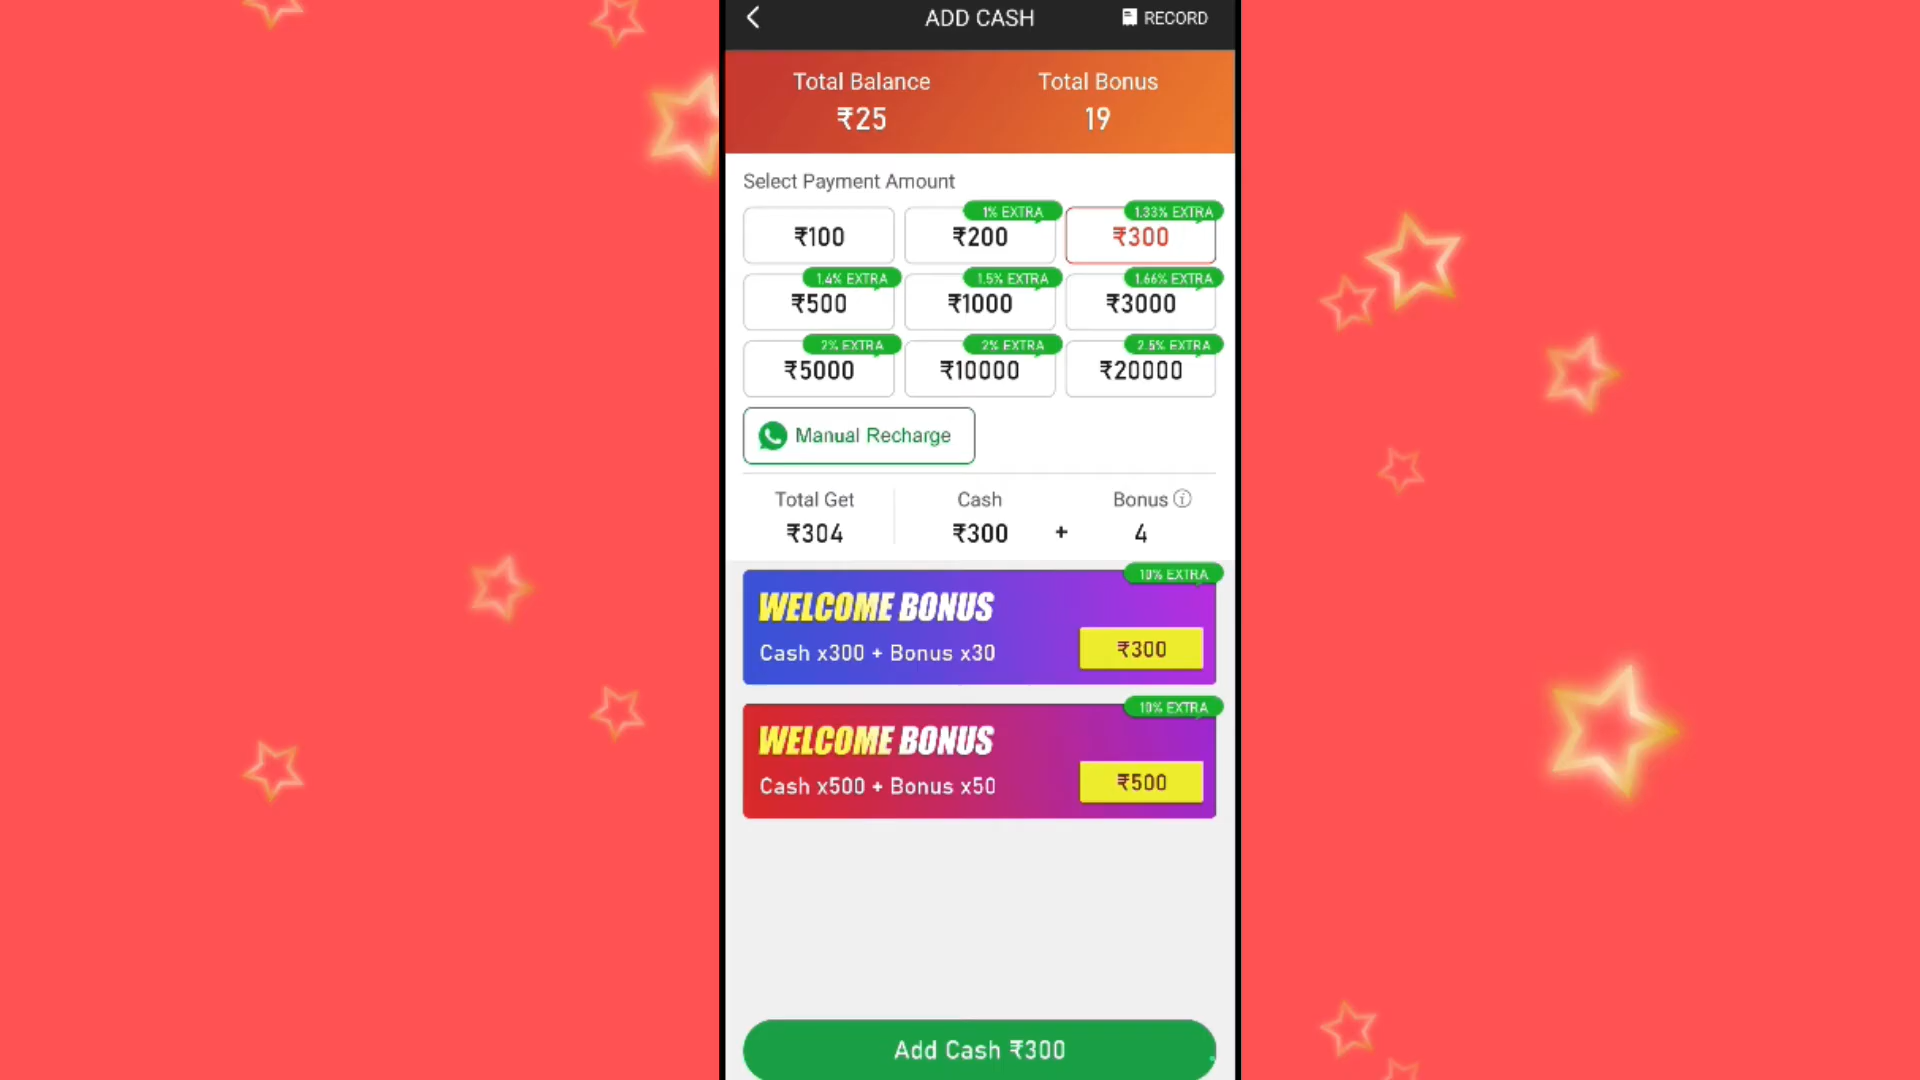 ADD CASH
RECORD
Total Balance Total Bonus
₹25 19
Select Payment Amount
1% EXTRA 1.33% EXTRA
₹100 ₹200 ₹300
1.4% EXTRA 1.5% EXTRA 1.66% EXTRA
₹500 ₹1000 ₹3000
2% EXTRA 2% EXTRA 2.5% EXTRA
₹5000 ₹10000 ₹20000
Manual Recharge
Total Get Cash Bonus
₹304 ₹300 + 4
10% EXTRA
WELCOME BONUS
Cash x300 + Bonus x30
₹300
10% EXTRA
WELCOME BONUS
Cash x500 + Bonus x50
₹500
Add Cash ₹300